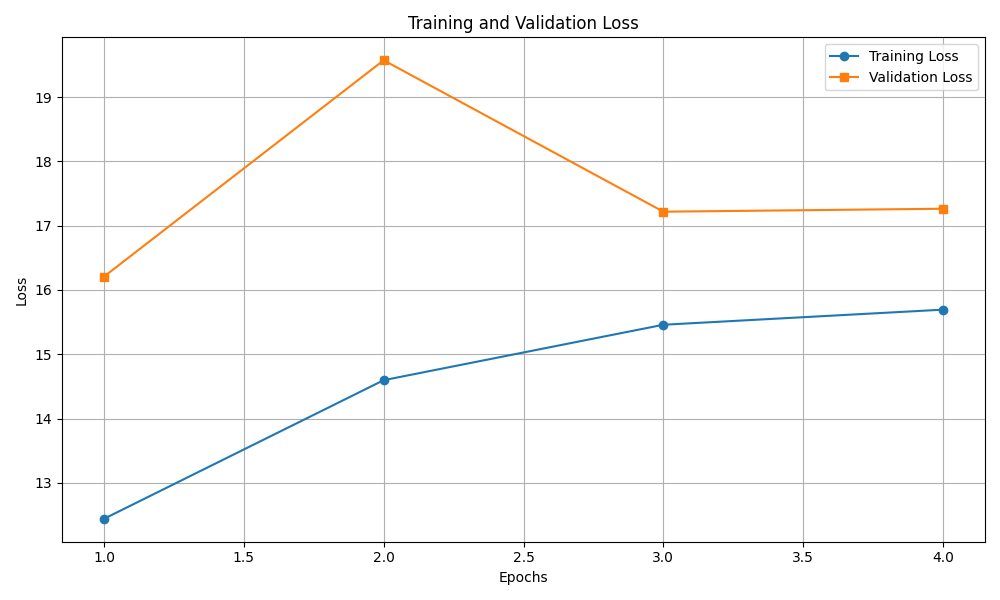 Training and Validation Loss
Training Loss
Validation Loss
Loss
19
18
17
16
15
14
13
1.0 1.5 2.0 2.5 3.0 3.5 4.0
Epochs